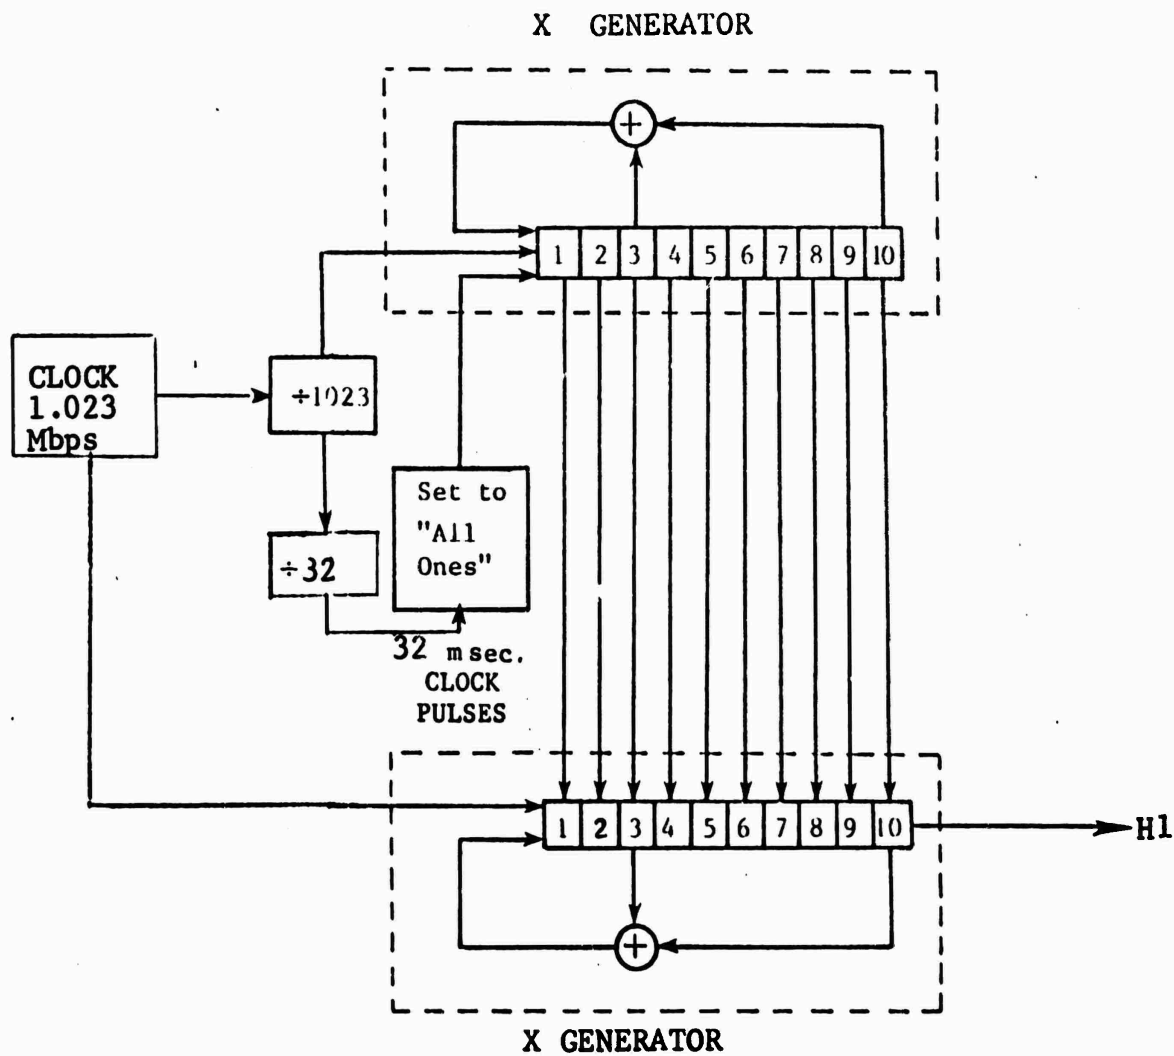 X GENERATOR
+
1 2 3 4 5 6 7 8 9 10
CLOCK
1.023
Mbps
÷1023
÷32
Set to
"All
Ones"
32 msec.
CLOCK
PULSES
1 2 3 4 5 6 7 8 9 10
H1
+
X GENERATOR